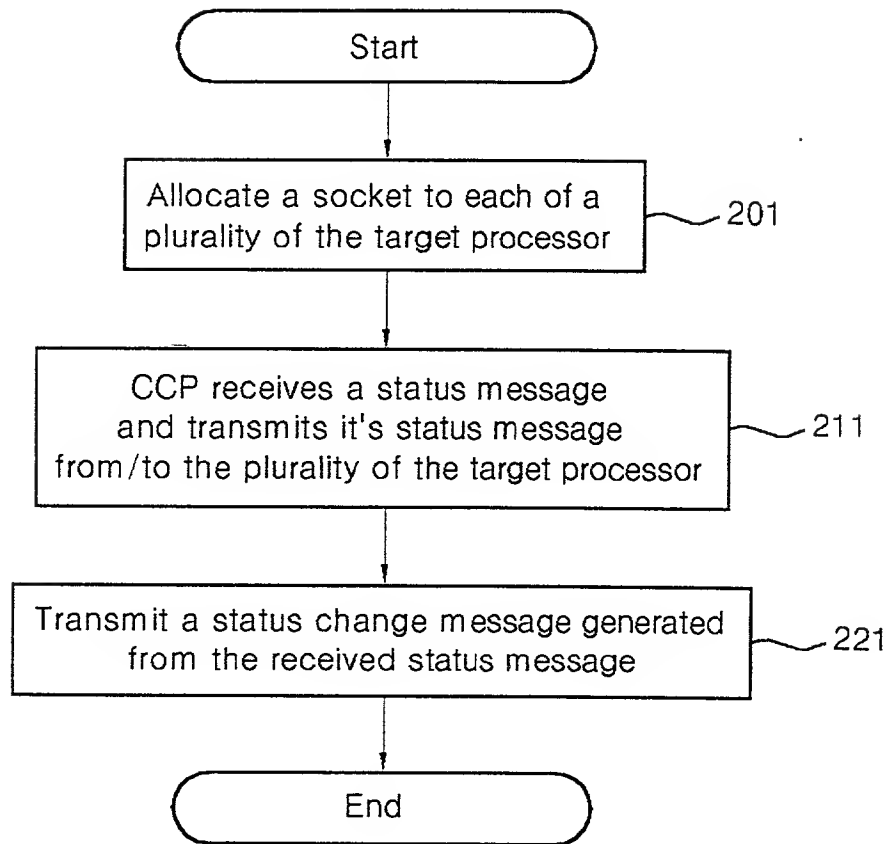 Start
Allocate a socket to each of a
plurality of the target processor
201
CCP receives a status message
and transmits it's status message
from/to the plurality of the target processor
211
Transmit a status change message generated
from the received status message
221
End